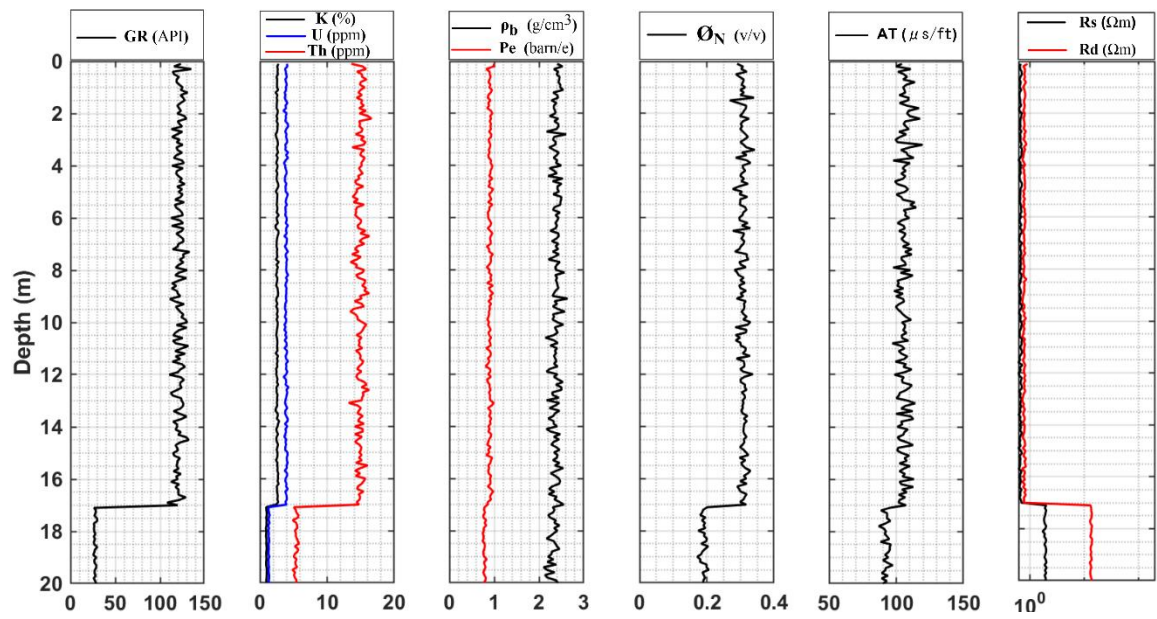 GR (API)
K (%)
U (ppm)
Th (ppm)
ρb (g/cm³)
Pe (barn/e)
ØN (v/v)
AT (μs/ft)
Rs (Ωm)
Rd (Ωm)
Depth (m)
0
2
4
6
8
10
12
14
16
18
20
0 50 100 150
0 10 20
0 1 2 3
0 0.2 0.4
50 100 150
10⁰